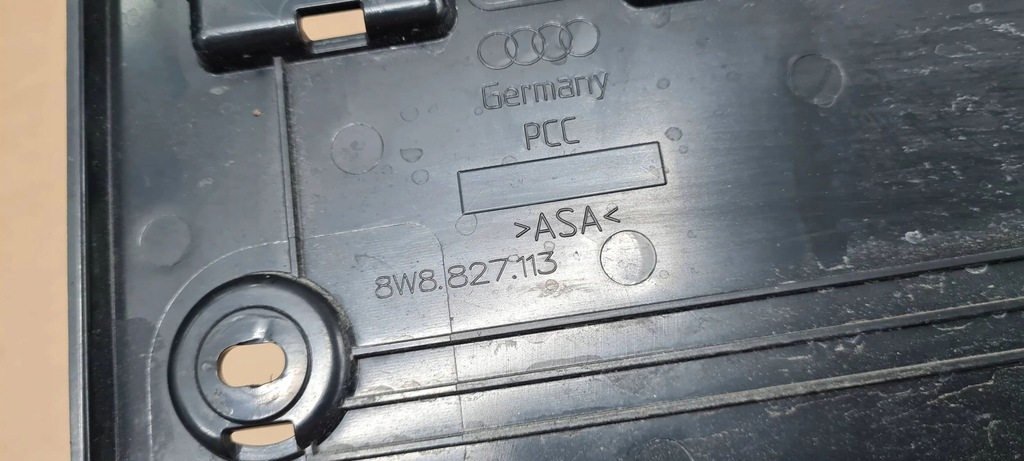 Germany
PCC
>ASA<
8W8.827.113